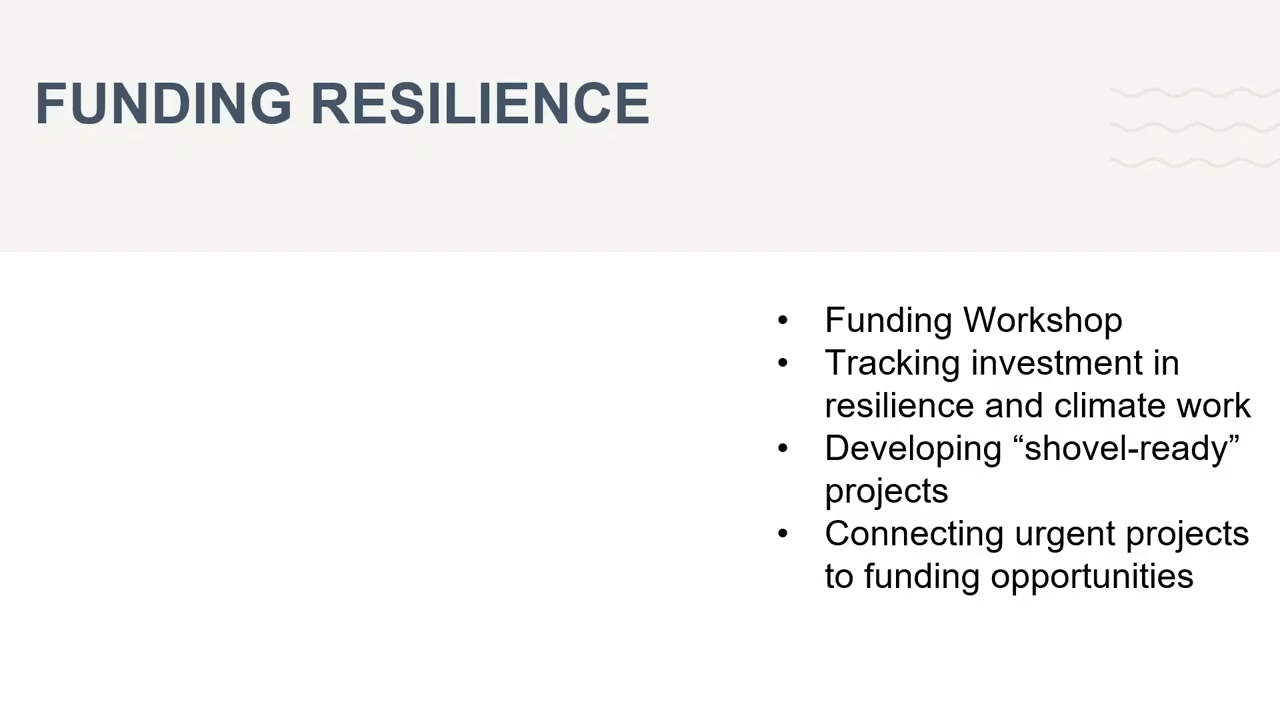 FUNDING RESILIENCE
• Funding Workshop
• Tracking investment in
resilience and climate work
• Developing “shovel-ready”
projects
• Connecting urgent projects
to funding opportunities